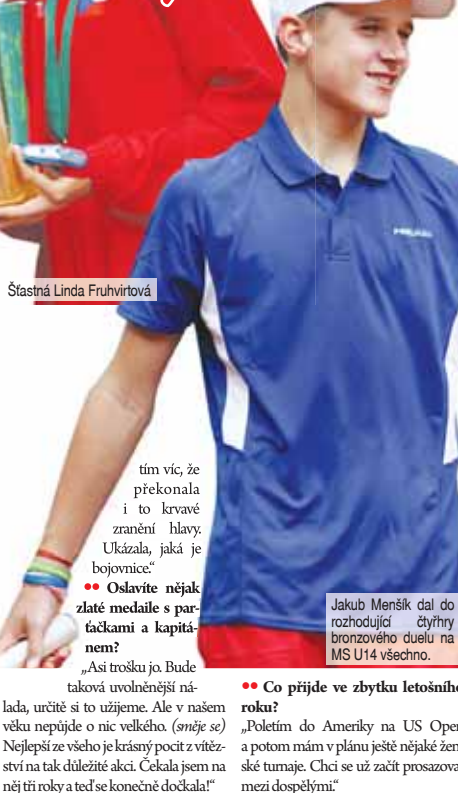 Šťastná Linda Fruhvirtová
tím víc, že
překonala
i to krvavé
zranění hlavy.
Ukázala, jaká je
bojovnice.“
•• Oslavíte nějak
zlaté medaile s par-
ťačkami a kapitá-
nem?
„Asi trošku jo. Bude
taková uvolněnější ná-
lada, určitě si to užijeme. Ale v našem
věku nepůjde o nic velkého. (směje se)
Nejlepší ze všeho je krásný pocit z vítěz-
ství na tak důležité akci. Čekala jsem na
něj tři roky a teď se konečně dočkala!“
HEAD
Jakub Menšík dal do
rozhodující čtyřhry
bronzového duelu na
MS U14 všechno.
•• Co přijde ve zbytku letošního
roku?
„Poletím do Ameriky na US Open
a potom mám v plánu ještě nějaké žen-
ské turnaje. Chci se už začít prosazova
mezi dospělými.“